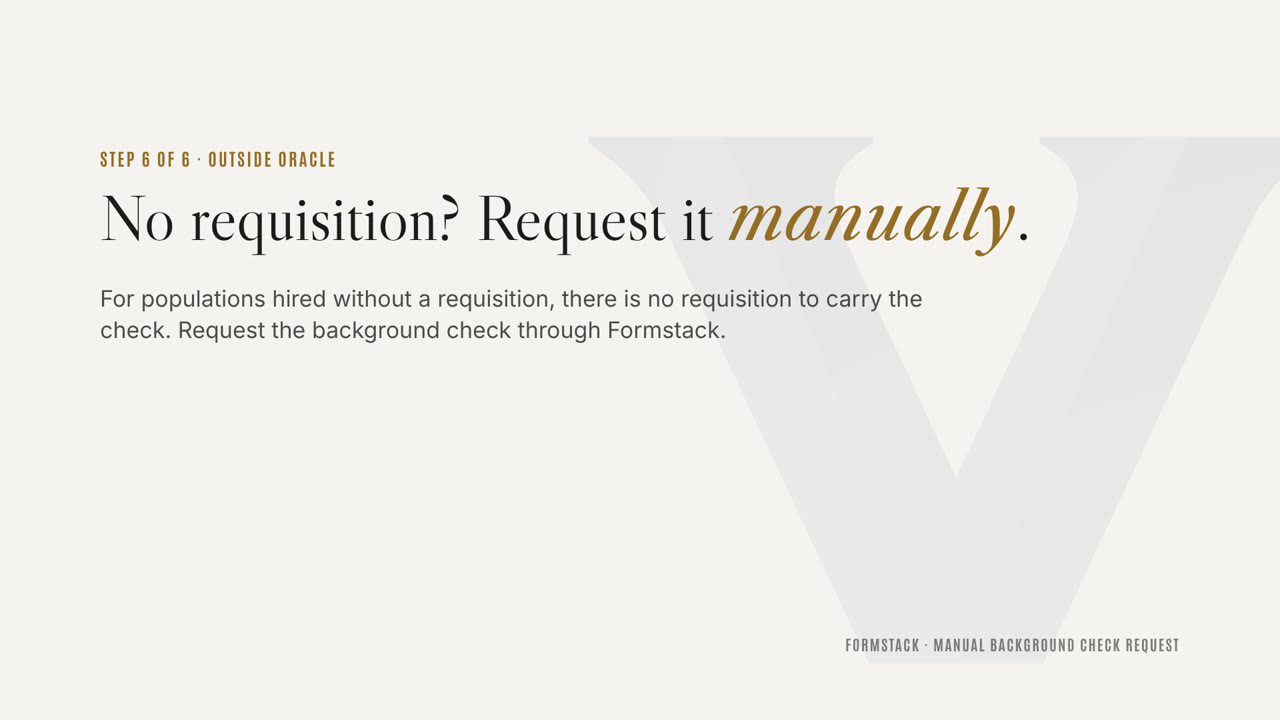 STEP 6 OF 6 · OUTSIDE ORACLE
No requisition? Request it manually.
For populations hired without a requisition, there is no requisition to carry the
check. Request the background check through Formstack.
FORMSTACK · MANUAL BACKGROUND CHECK REQUEST